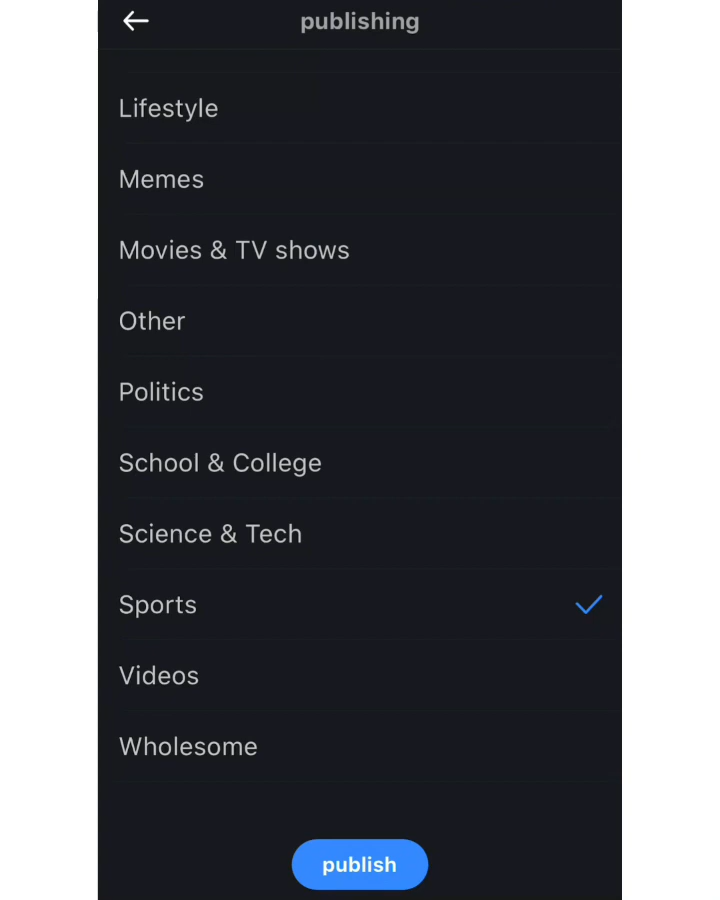 publishing
Lifestyle
Memes
Movies & TV shows
Other
Politics
School & College
Science & Tech
Sports
Videos
Wholesome
publish